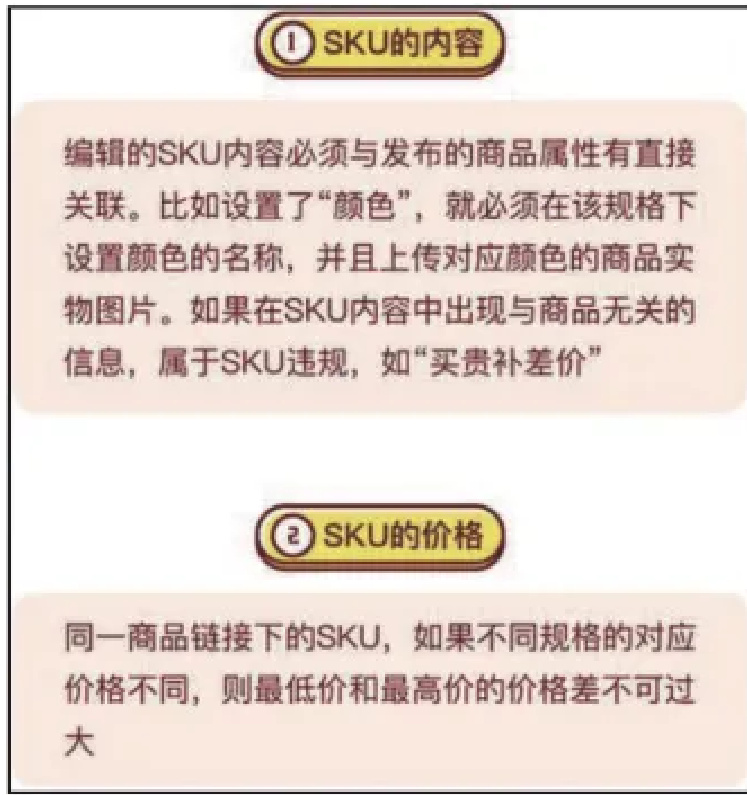 1 SKU的内容
编辑的SKU内容必须与发布的商品属性有直接
关联。比如设置了“颜色”，就必须在该规格下
设置颜色的名称，并且上传对应颜色的商品实
物图片。如果在SKU内容中出现与商品无关的
信息，属于SKU违规，如“买贵补差价”
2 SKU的价格
同一商品链接下的SKU，如果不同规格的对应
价格不同，则最低价和最高价的价格差不可过
大